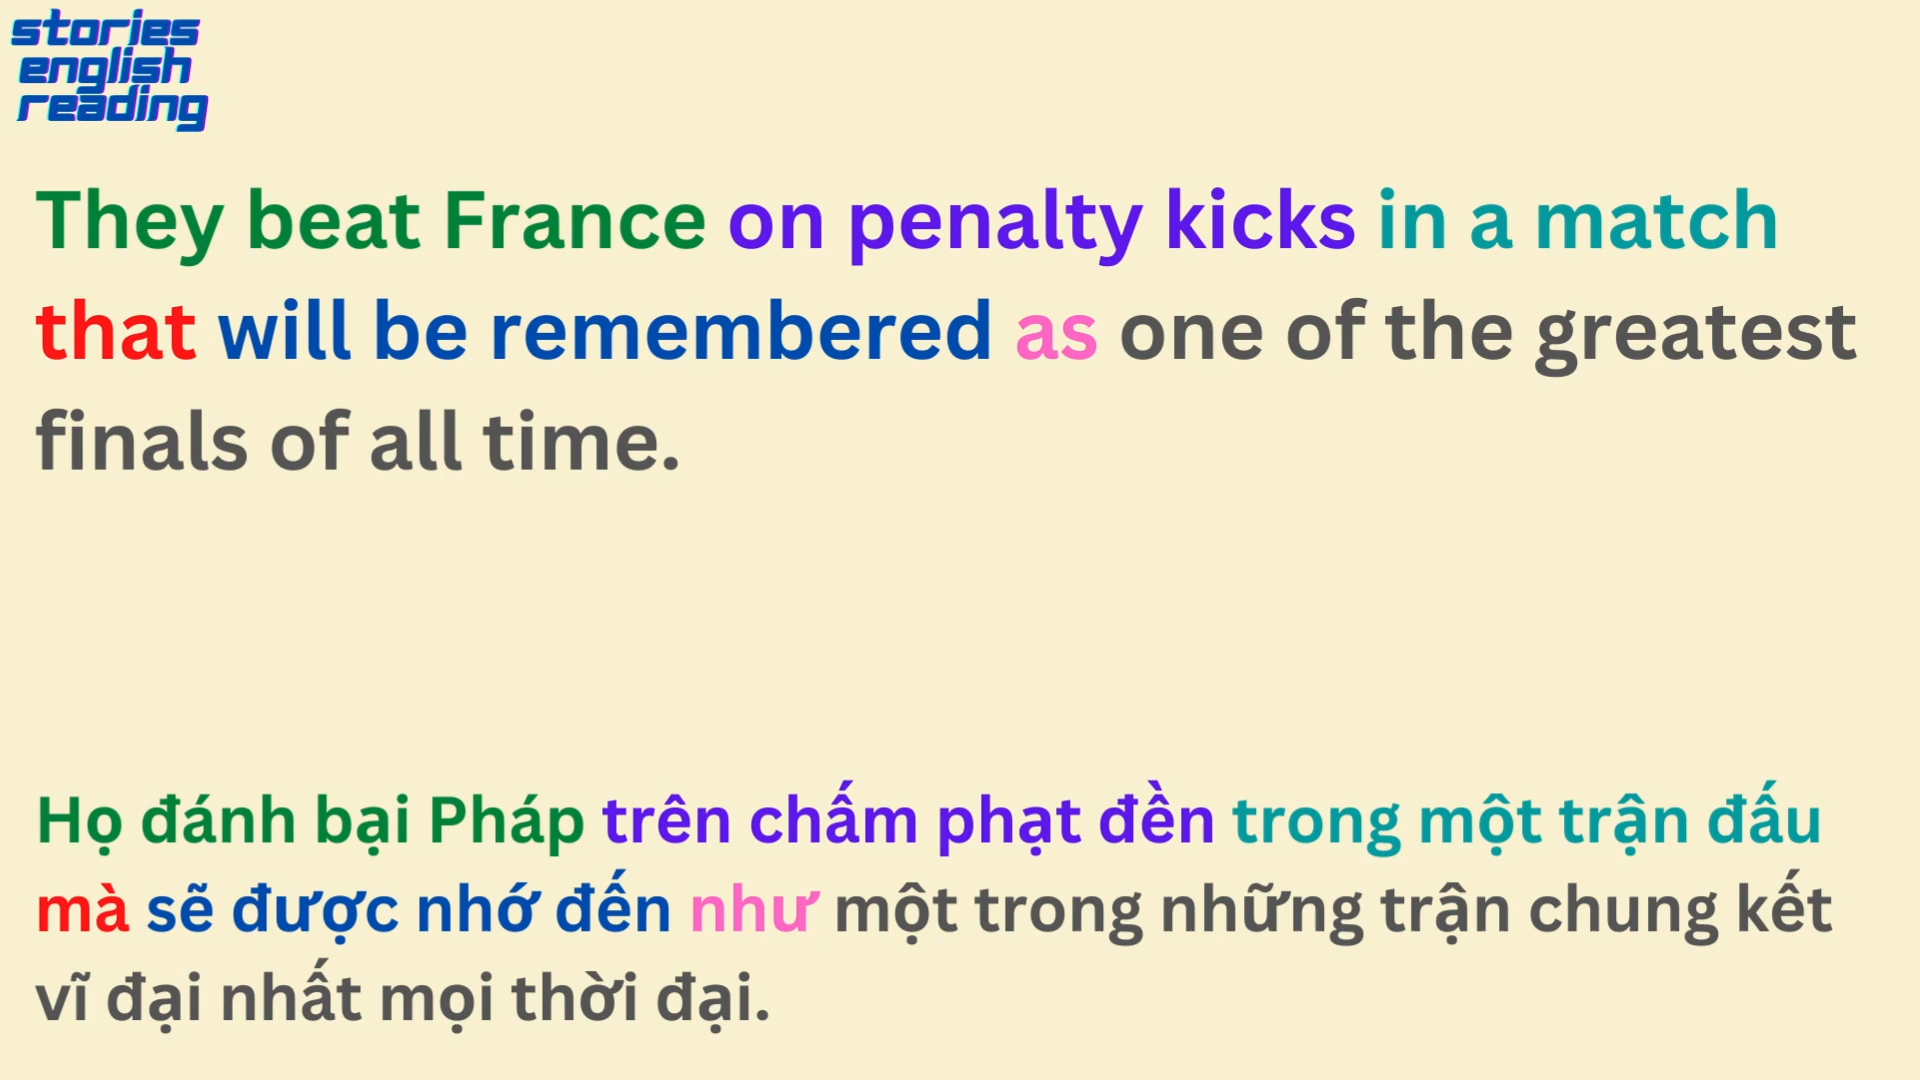 stories
english
reading
They beat France on penalty kicks in a match
that will be remembered as one of the greatest
finals of all time.
Họ đánh bại Pháp trên chấm phạt đền trong một trận đấu
mà sẽ được nhớ đến như một trong những trận chung kết
vĩ đại nhất mọi thời đại.